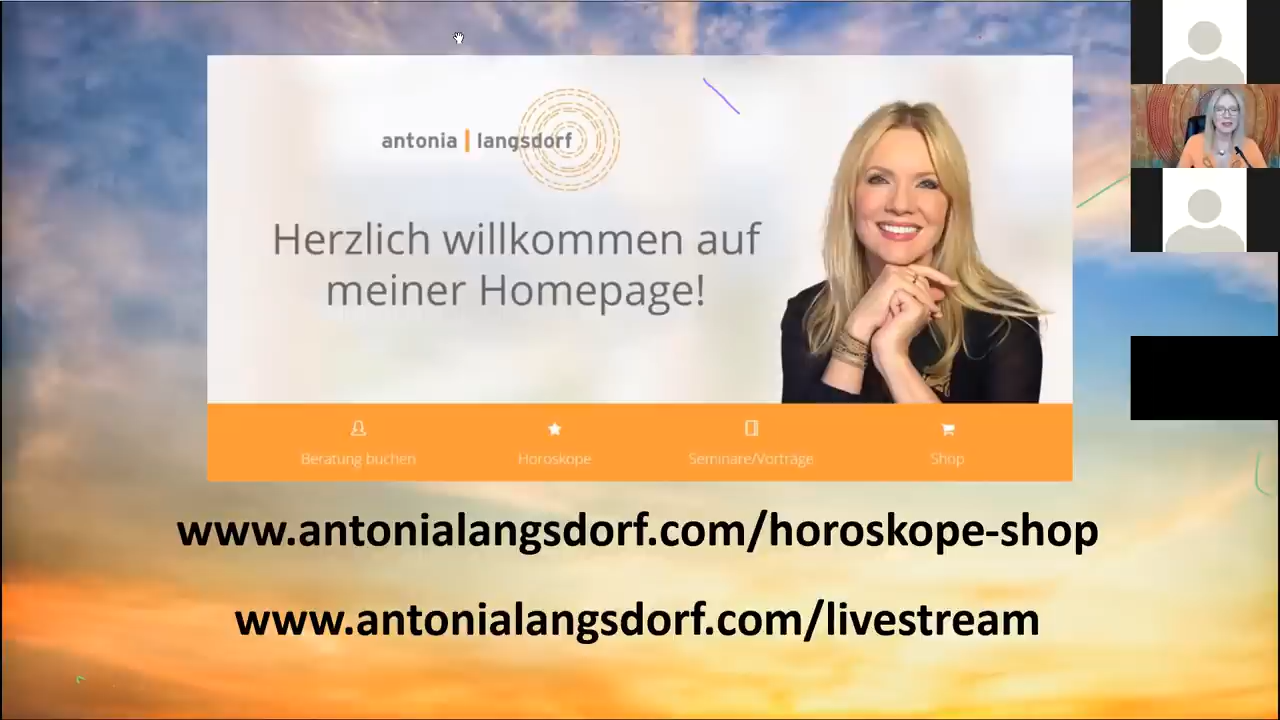 antonia | langsdorf
Herzlich willkommen auf
meiner Homepage!
Beratung buchen
Horoskope
Seminare/Vorträge
Shop
www.antonialangsdorf.com/horoskope-shop
www.antonialangsdorf.com/livestream